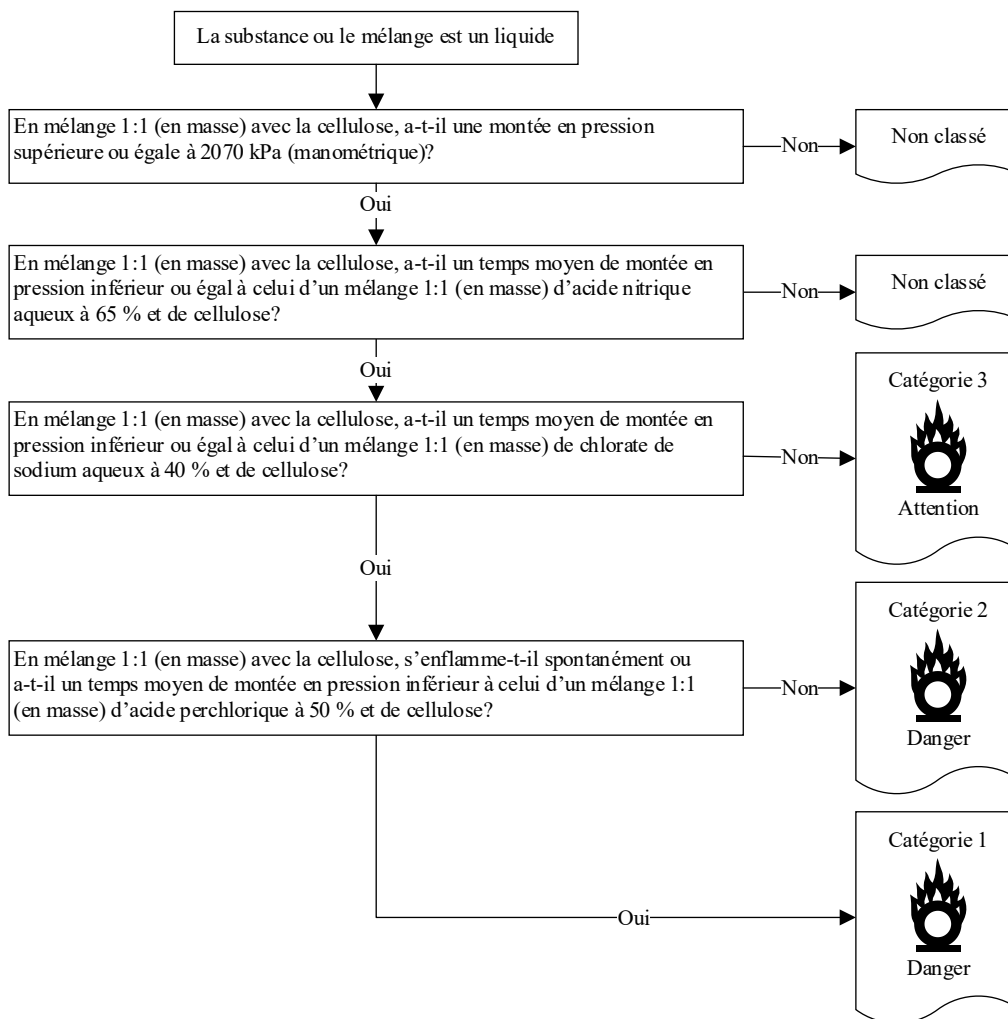 La substance ou le mélange est un liquide
En mélange 1:1 (en masse) avec la cellulose, a-t-il une montée en pression
supérieure ou égale à 2070 kPa (manométrique)?
Non
Non classé
Oui
En mélange 1:1 (en masse) avec la cellulose, a-t-il un temps moyen de montée en
pression inférieur ou égal à celui d'un mélange 1:1 (en masse) d'acide nitrique
aqueux à 65 % et de cellulose?
Non
Non classé
Oui
En mélange 1:1 (en masse) avec la cellulose, a-t-il un temps moyen de montée en
pression inférieur ou égal à celui d'un mélange 1:1 (en masse) de chlorate de
sodium aqueux à 40 % et de cellulose?
Non
Catégorie 3
Attention
Oui
En mélange 1:1 (en masse) avec la cellulose, s'enflamme-t-il spontanément ou
a-t-il un temps moyen de montée en pression inférieur à celui d'un mélange 1:1
(en masse) d'acide perchlorique à 50 % et de cellulose?
Non
Catégorie 2
Danger
Oui
Catégorie 1
Danger